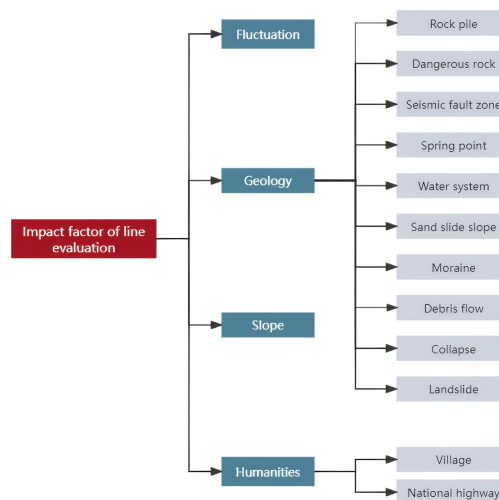 Impact factor of line
evaluation
Fluctuation
Geology
Slope
Humanities
Rock pile
Dangerous rock
Seismic fault zone
Spring point
Water system
Sand slide slope
Moraine
Debris flow
Collapse
Landslide
Village
National highway